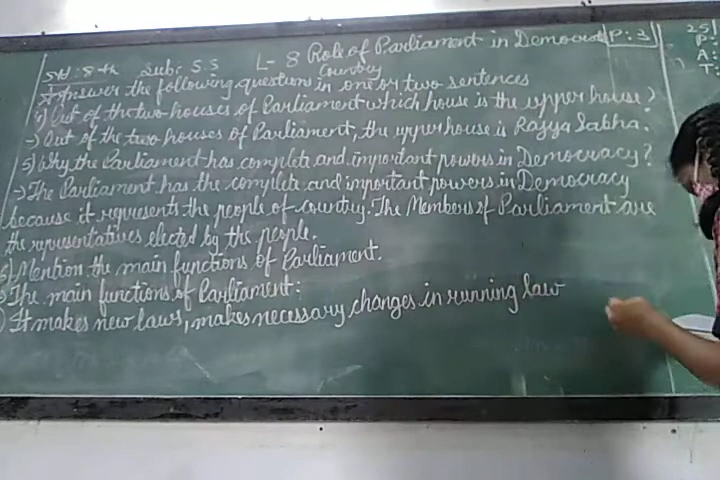 Std: 8th Sub: S.S L-8 Role of Parliament in Democrat P:3
Country
Answer the following question in one or two sentences
Out of the two houses of Parliament which house is the upper house?
→) Out of the two houses of Parliament, the upper house is Rajya Sabha.
5) Why the Parliament has complete and important powers in Democracy?
→ The Parliament has the complete and important powers in Democracy
because it represents the people of country. The Members of Parliament are
the representatives elected by the people.
6) Mention the main functions of Parliament.
The main functions of Parliament:
) It makes new laws, makes necessary changes in running law